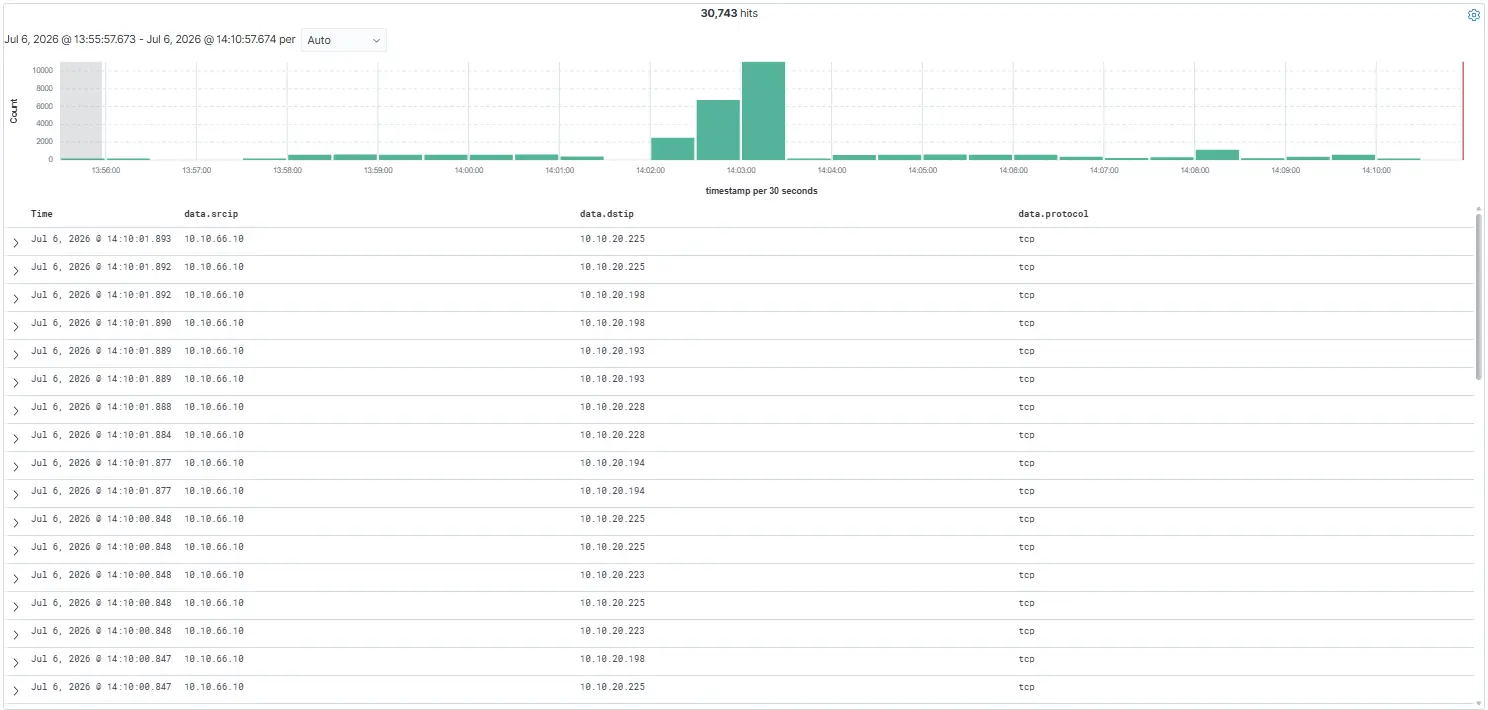 30,743 hits
Jul 6, 2026 @ 13:55:57.673 - Jul 6, 2026 @ 14:10:57.674 per Auto
10000
8000
6000
4000
2000
0
Count
13:56:00 13:57:00 13:58:00 13:59:00 14:00:00 14:01:00 14:02:00 14:03:00 14:04:00 14:05:00 14:06:00 14:07:00 14:08:00 14:09:00 14:10:00
timestamp per 30 seconds
Time data.srcip data.dstip data.protocol
Jul 6, 2026 @ 14:10:01.893 10.10.66.10 10.10.20.225 tcp
Jul 6, 2026 @ 14:10:01.892 10.10.66.10 10.10.20.225 tcp
Jul 6, 2026 @ 14:10:01.892 10.10.66.10 10.10.20.198 tcp
Jul 6, 2026 @ 14:10:01.890 10.10.66.10 10.10.20.198 tcp
Jul 6, 2026 @ 14:10:01.889 10.10.66.10 10.10.20.193 tcp
Jul 6, 2026 @ 14:10:01.889 10.10.66.10 10.10.20.193 tcp
Jul 6, 2026 @ 14:10:01.888 10.10.66.10 10.10.20.228 tcp
Jul 6, 2026 @ 14:10:01.884 10.10.66.10 10.10.20.228 tcp
Jul 6, 2026 @ 14:10:01.877 10.10.66.10 10.10.20.194 tcp
Jul 6, 2026 @ 14:10:01.877 10.10.66.10 10.10.20.194 tcp
Jul 6, 2026 @ 14:10:00.848 10.10.66.10 10.10.20.225 tcp
Jul 6, 2026 @ 14:10:00.848 10.10.66.10 10.10.20.225 tcp
Jul 6, 2026 @ 14:10:00.848 10.10.66.10 10.10.20.223 tcp
Jul 6, 2026 @ 14:10:00.848 10.10.66.10 10.10.20.225 tcp
Jul 6, 2026 @ 14:10:00.848 10.10.66.10 10.10.20.223 tcp
Jul 6, 2026 @ 14:10:00.847 10.10.66.10 10.10.20.198 tcp
Jul 6, 2026 @ 14:10:00.847 10.10.66.10 10.10.20.225 tcp